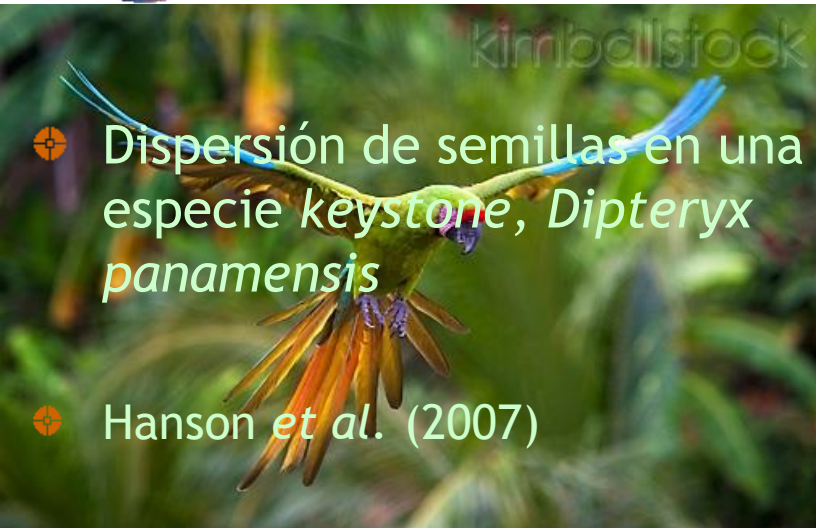 kimballstock
Dispersión de semillas en una
especie keystone, Dipteryx
panamensis
Hanson et al. (2007)